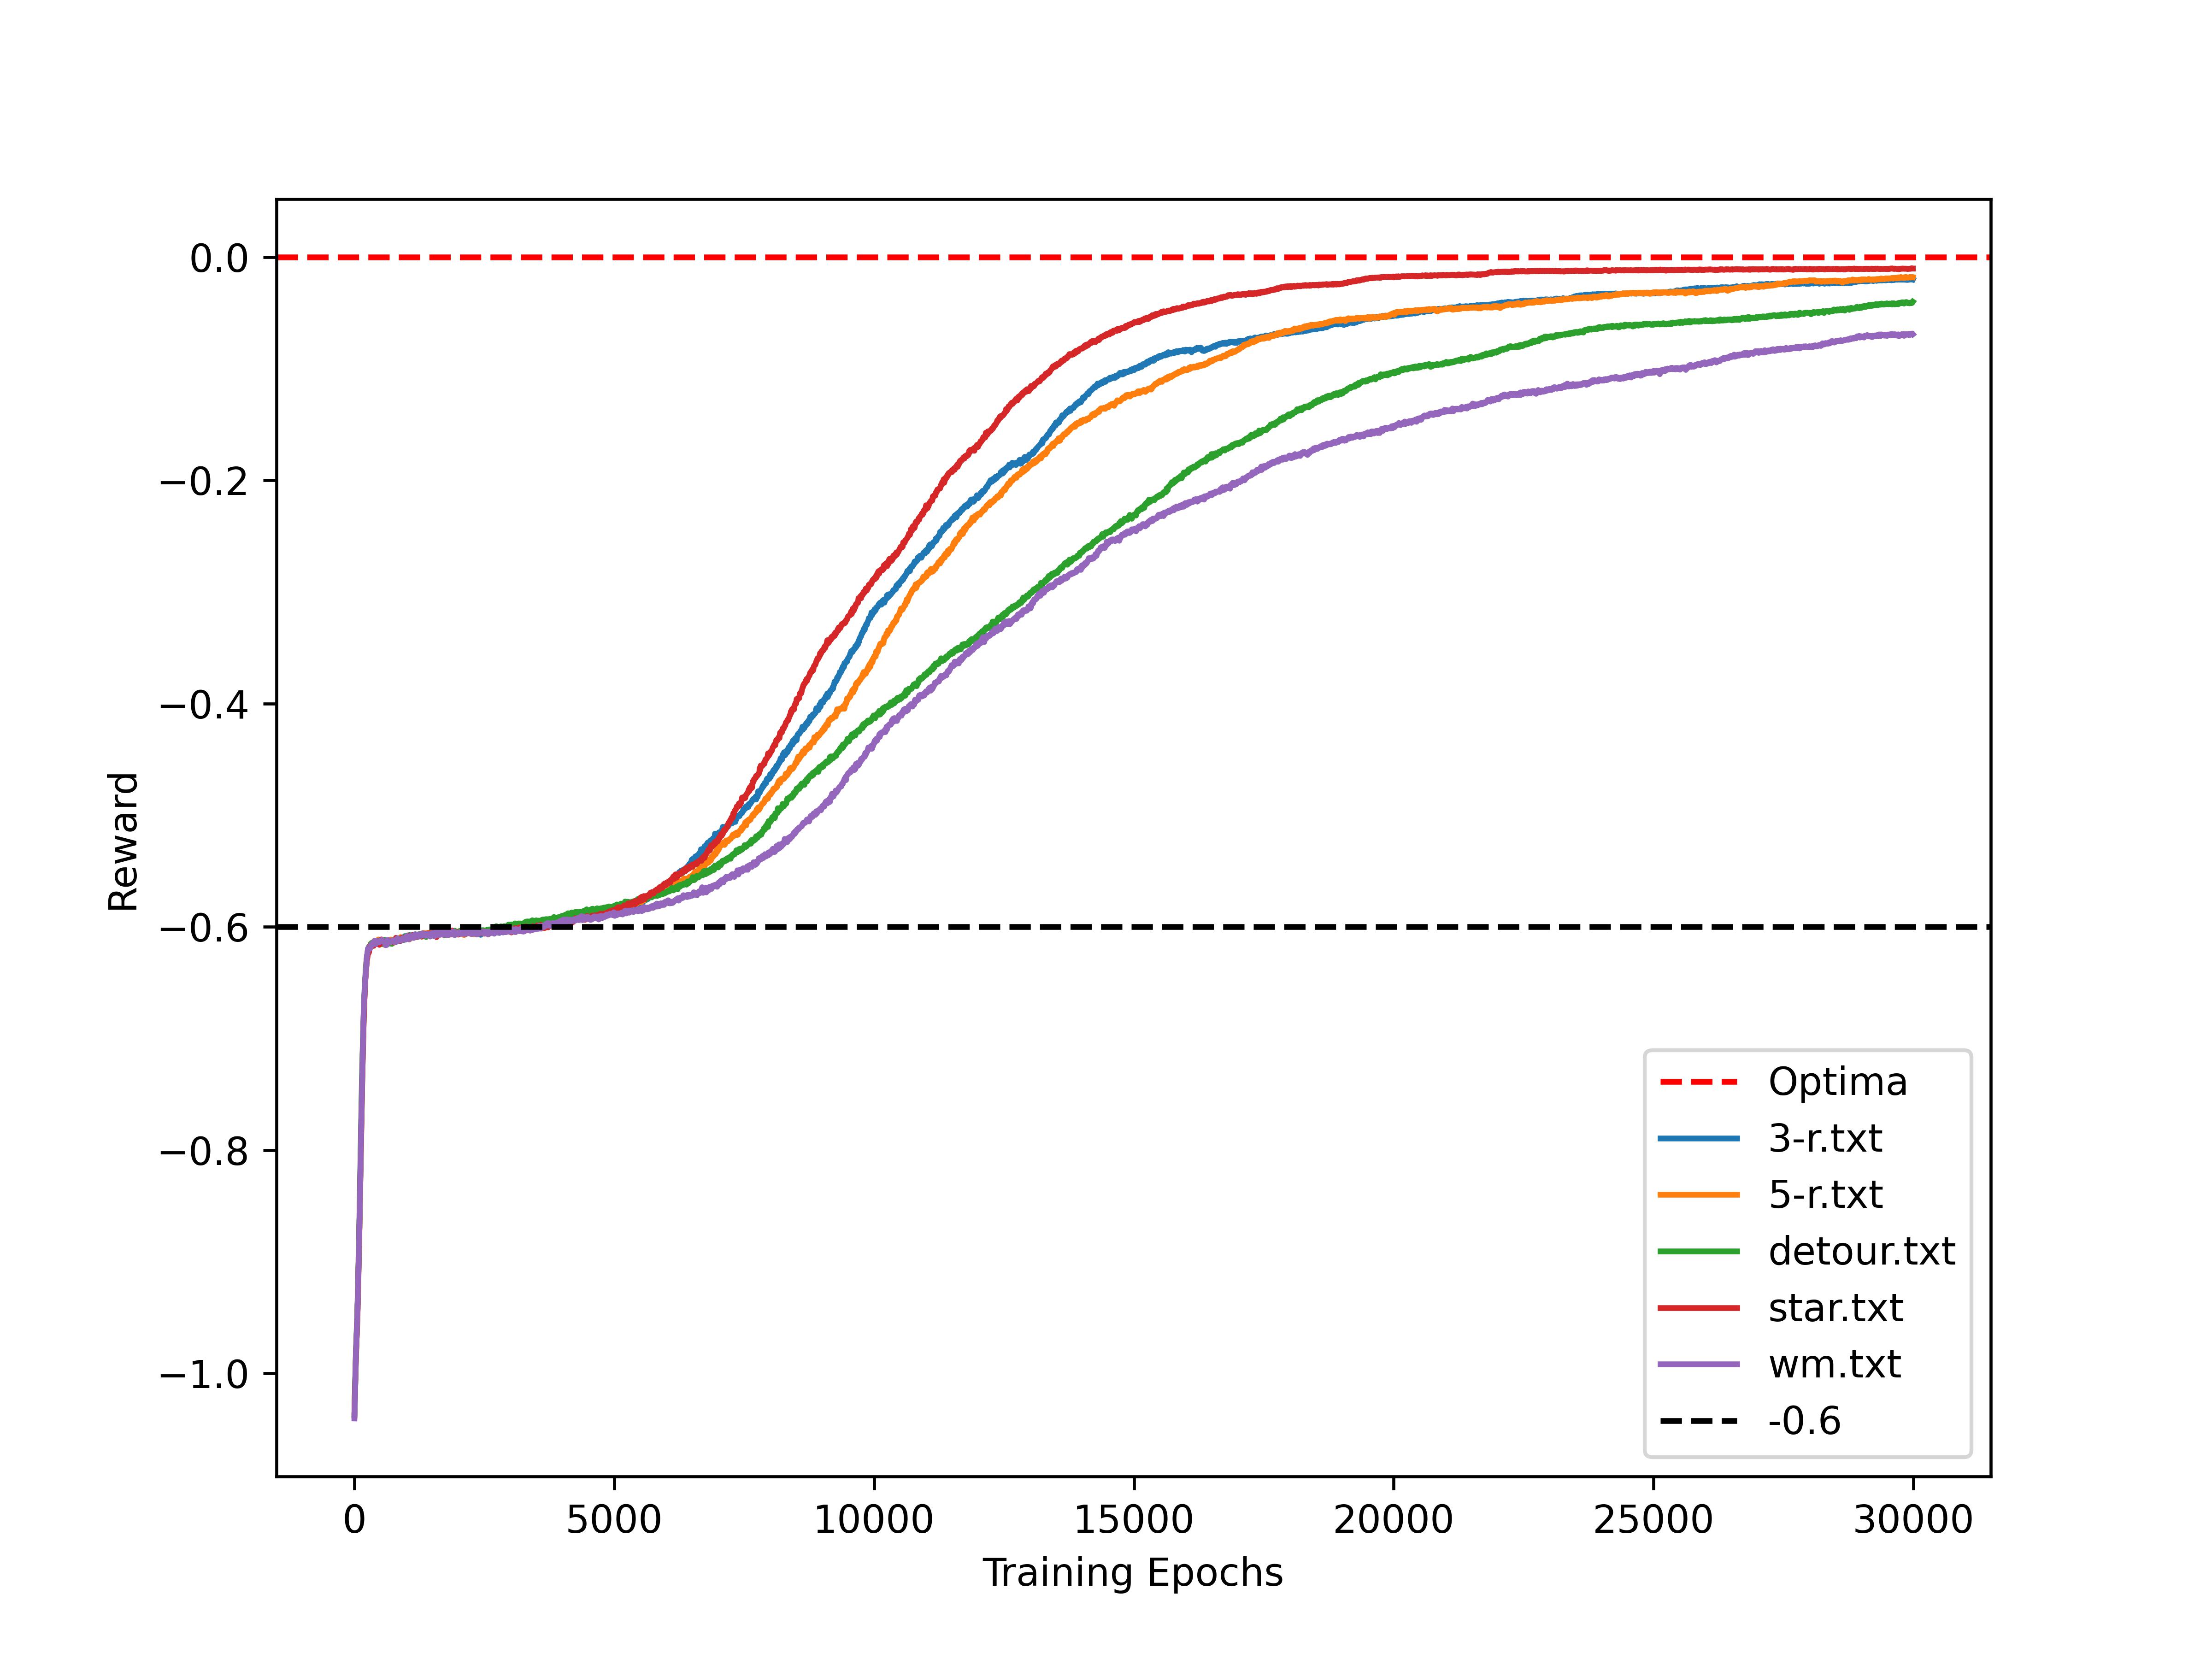 0.0
−0.2
−0.4
−0.6
−0.8
−1.0
Reward
0 5000 10000 15000 20000 25000 30000
Training Epochs
Optima
3-r.txt
5-r.txt
detour.txt
star.txt
wm.txt
-0.6